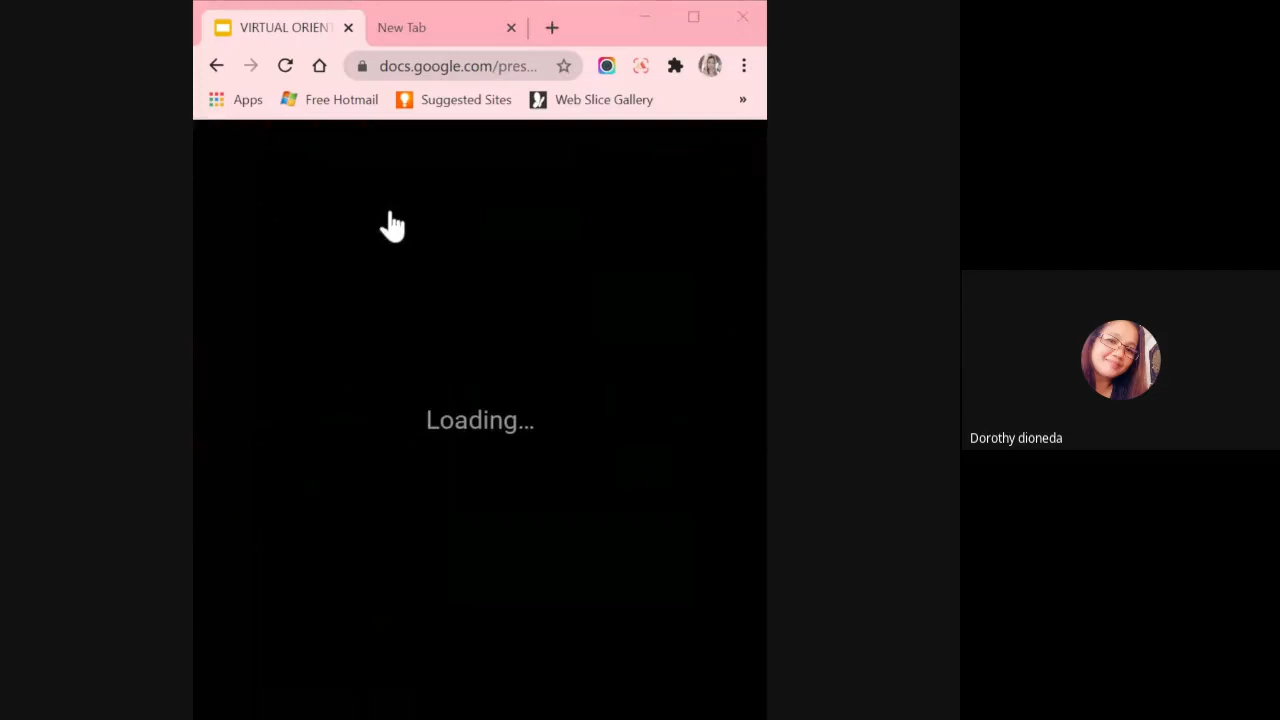 VIRTUAL ORIENT
New Tab
docs.google.com/pres...
Apps
Free Hotmail
Suggested Sites
Web Slice Gallery
»
Loading...
Dorothy dioneda